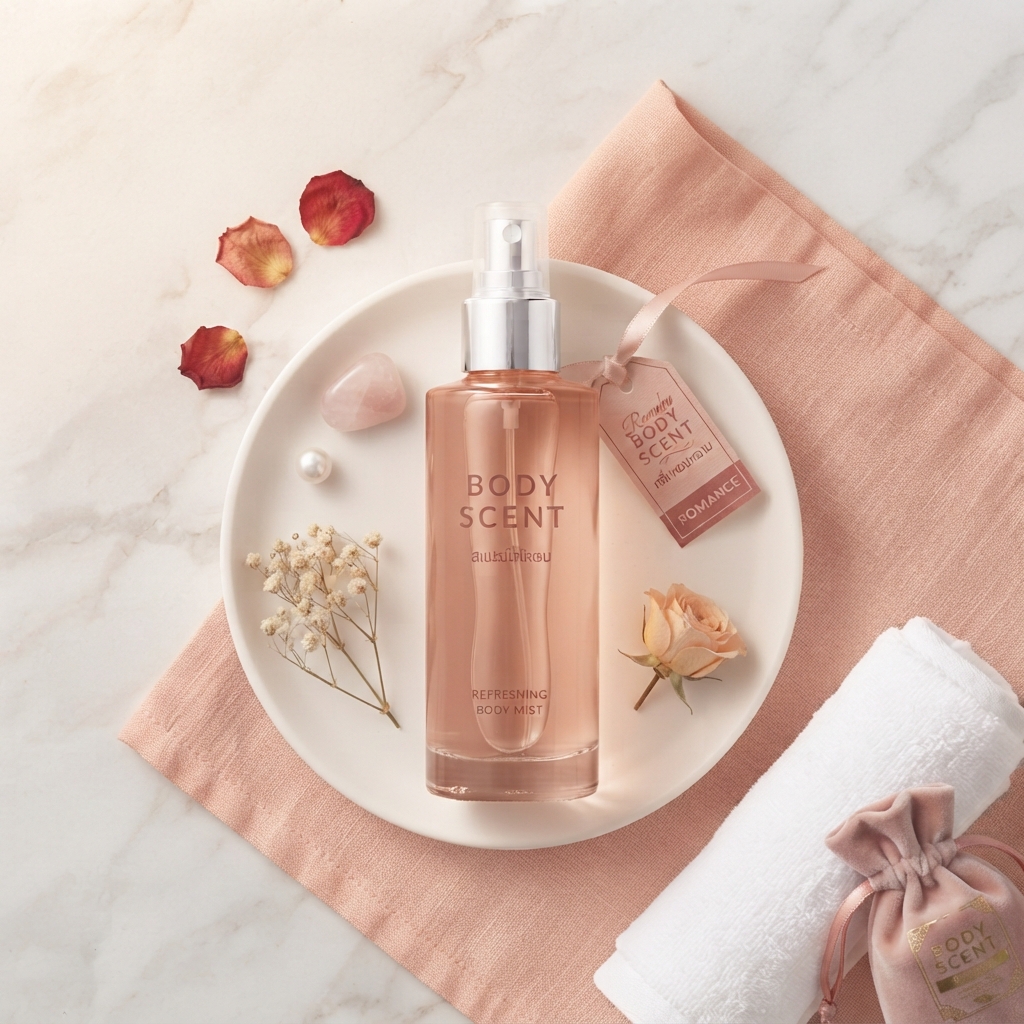 BODY
SCENT
REFRESNING
BODY MIST
BODY
SCENT
ROMANCE
BODY
SCENT